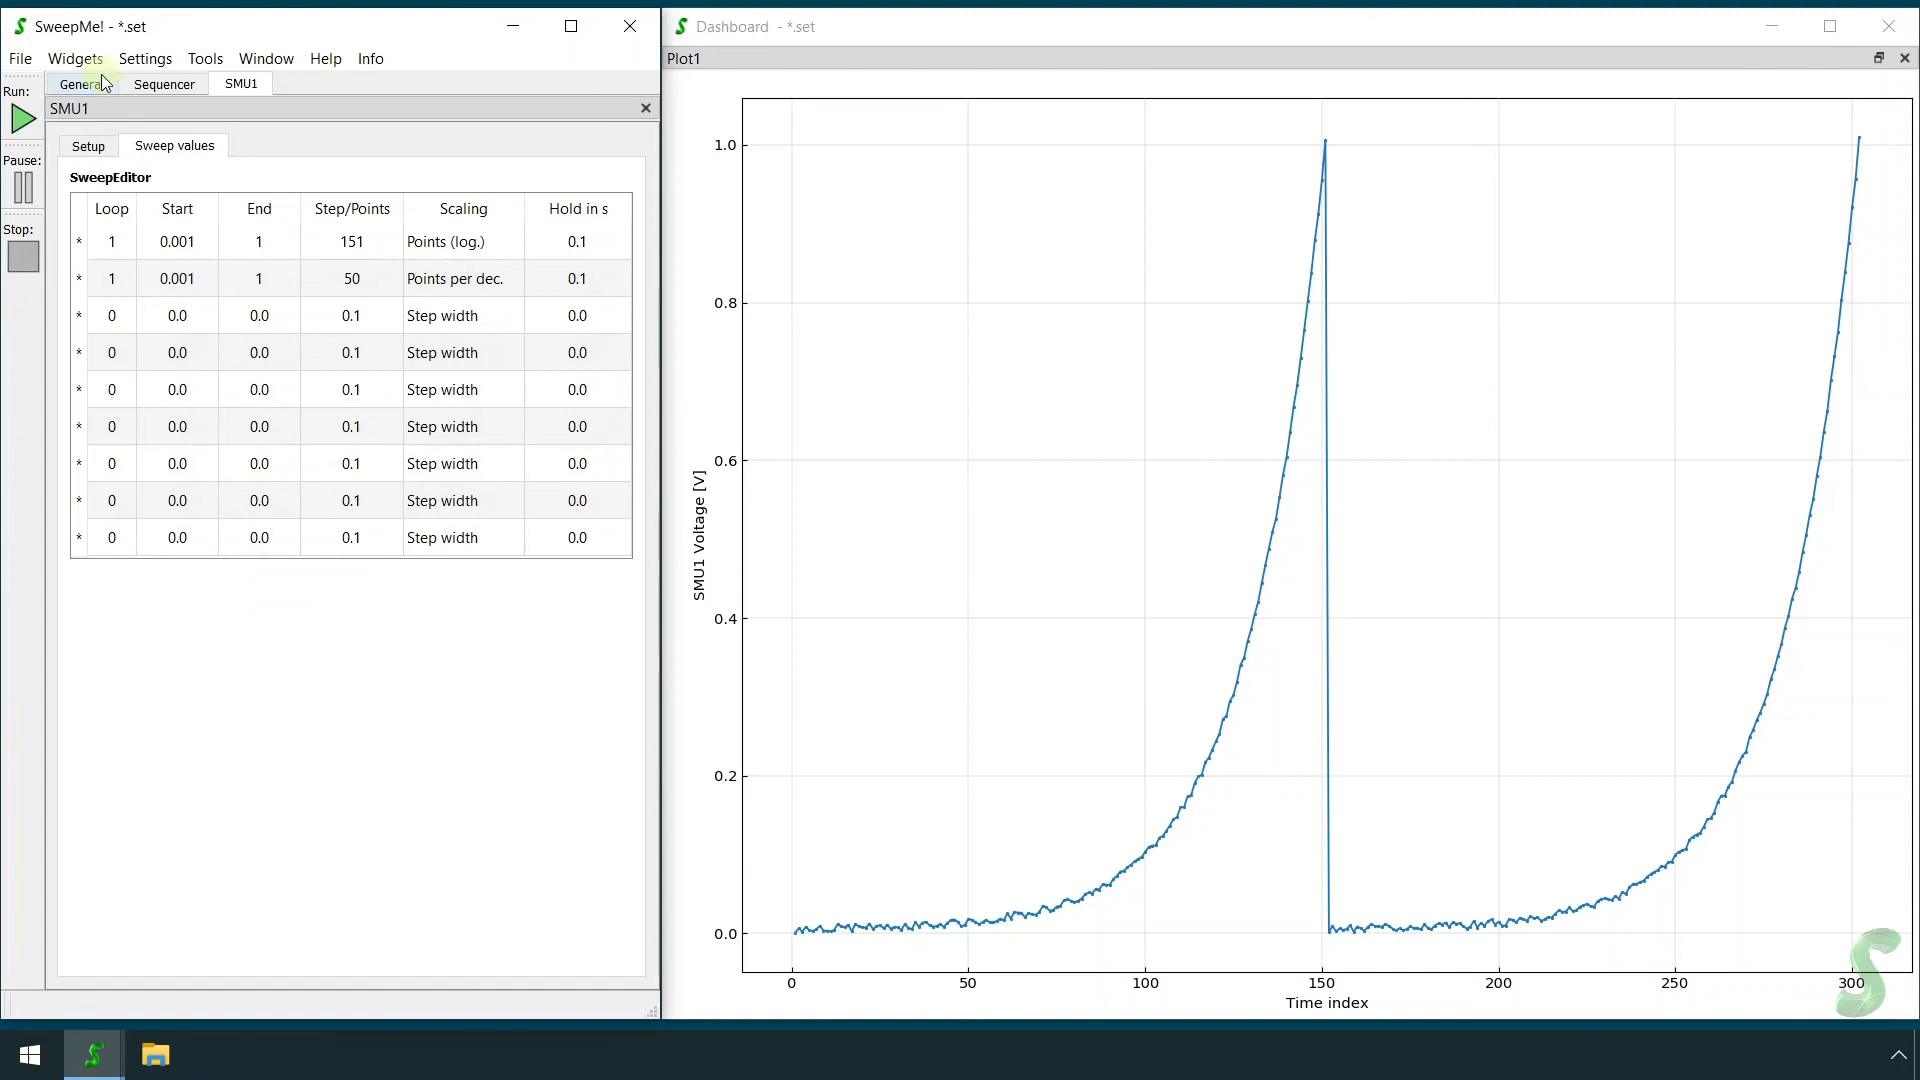 SweepMe! - *.set
File Widgets Settings Tools Window Help Info
Run:
Pause:
Stop:
General Sequencer SMU1
SMU1
Setup Sweep values
SweepEditor
Loop Start End Step/Points Scaling Hold in s
* 1 0.001 1 151 Points (log.) 0.1
* 1 0.001 1 50 Points per dec. 0.1
* 0 0.0 0.0 0.1 Step width 0.0
* 0 0.0 0.0 0.1 Step width 0.0
* 0 0.0 0.0 0.1 Step width 0.0
* 0 0.0 0.0 0.1 Step width 0.0
* 0 0.0 0.0 0.1 Step width 0.0
* 0 0.0 0.0 0.1 Step width 0.0
* 0 0.0 0.0 0.1 Step width 0.0
Dashboard - *.set
Plot1
1.0
0.8
0.6
0.4
0.2
0.0
SMU1 Voltage [V]
0 50 100 150 200 250 300
Time index